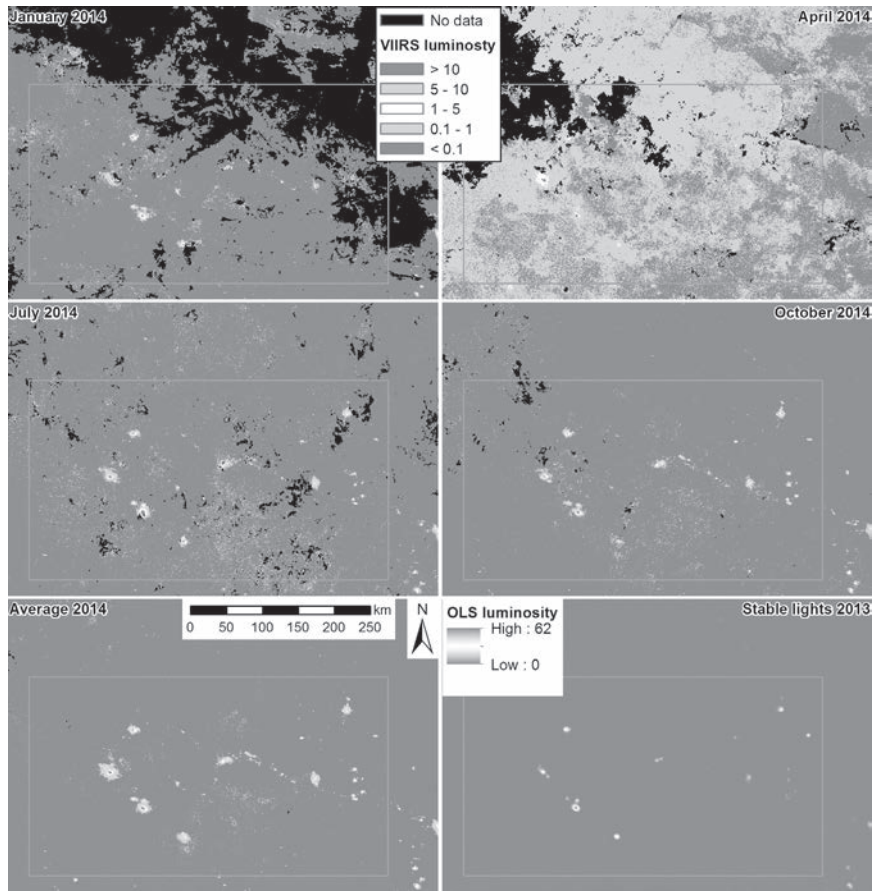 January 2014
No data
VIIRS luminosty
> 10
5 - 10
1 - 5
0.1 - 1
< 0.1
April 2014
July 2014
October 2014
Average 2014
km
0 50 100 150 200 250
N
OLS luminosity
High : 62
Low : 0
Stable lights 2013